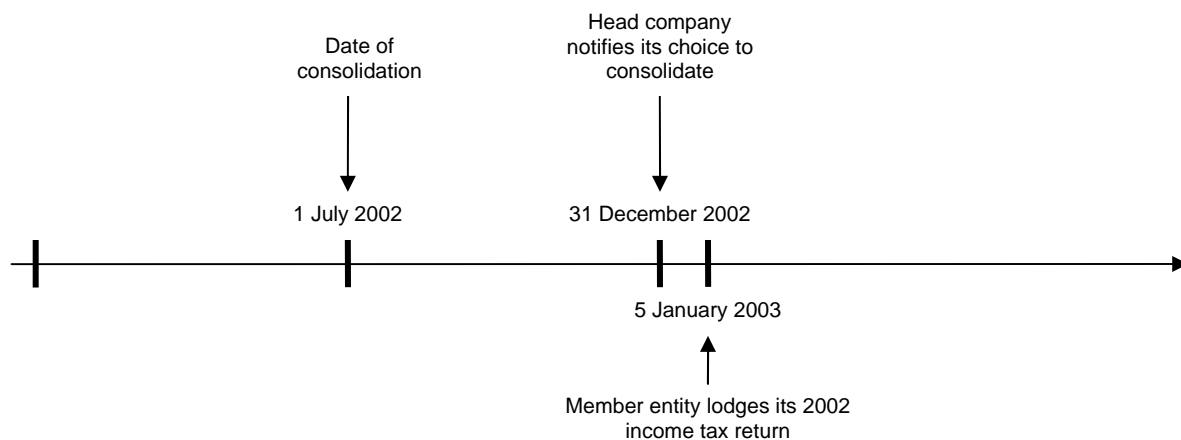 Head company
notifies its choice to
consolidate
Date of
consolidation
1 July 2002
31 December 2002
5 January 2003
Member entity lodges its 2002
income tax return